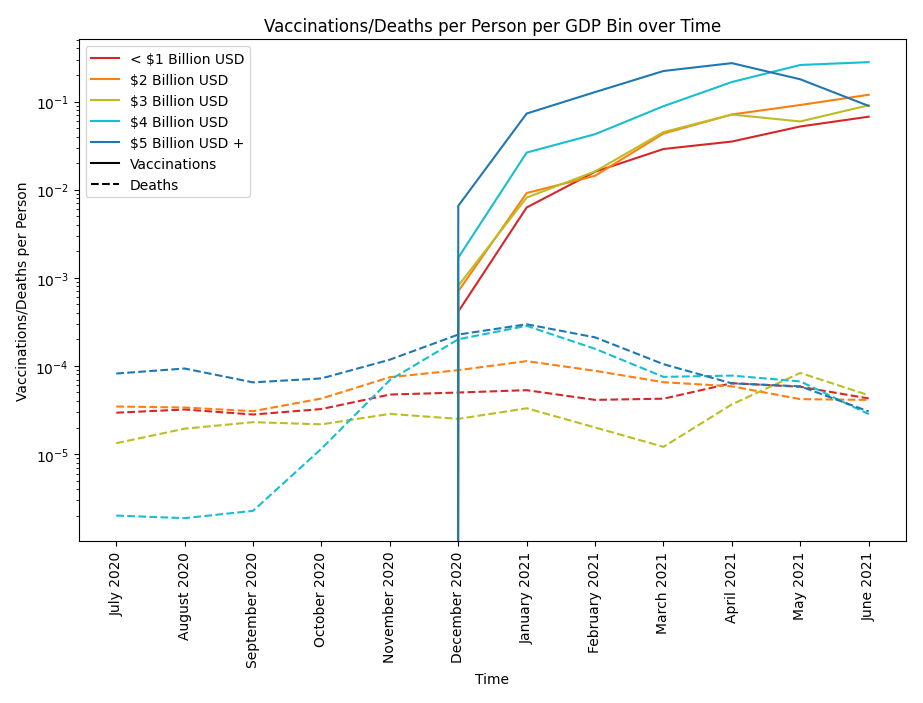 Vaccinations/Deaths per Person per GDP Bin over Time
< $1 Billion USD
$2 Billion USD
$3 Billion USD
$4 Billion USD
$5 Billion USD +
Vaccinations
Deaths
Vaccinations/Deaths per Person
10⁻¹
10⁻²
10⁻³
10⁻⁴
10⁻⁵
July 2020
August 2020
September 2020
October 2020
November 2020
December 2020
January 2021
February 2021
March 2021
April 2021
May 2021
June 2021
Time